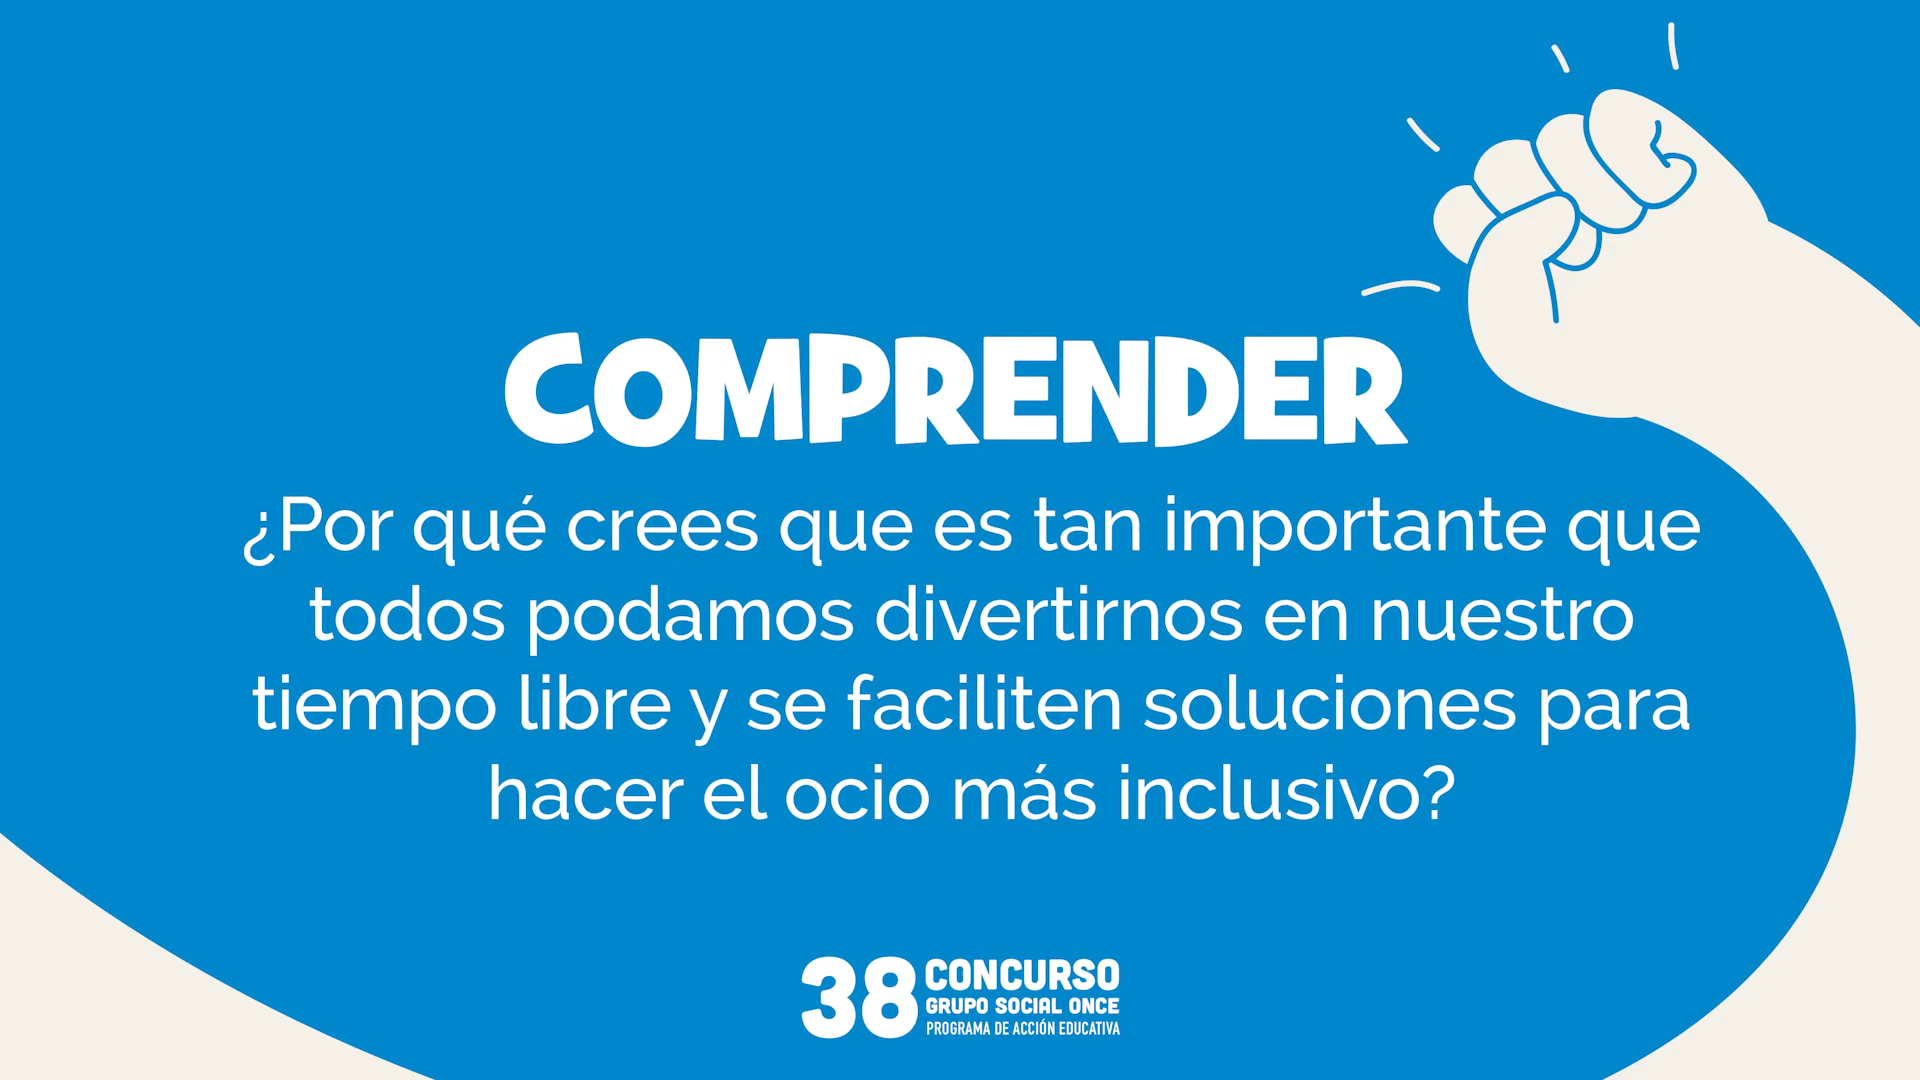 COMPRENDER
¿Por qué crees que es tan importante que
todos podamos divertirnos en nuestro
tiempo libre y se faciliten soluciones para
hacer el ocio más inclusivo?
38 CONCURSO
GRUPO SOCIAL ONCE
PROGRAMA DE ACCIÓN EDUCATIVA